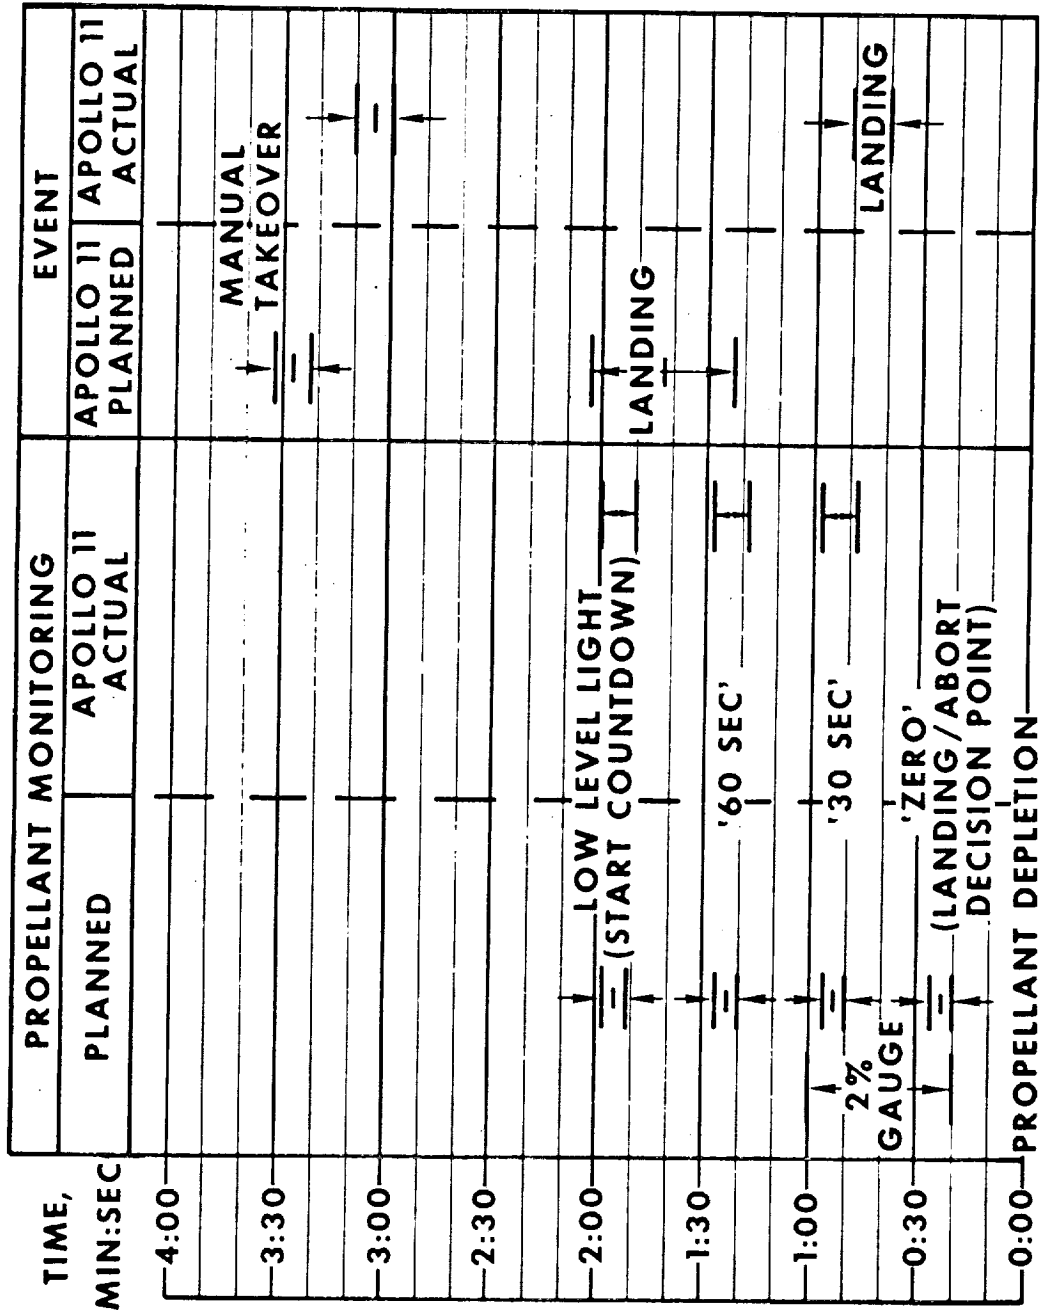 TIME,
MIN:SEC
PROPELLANT MONITORING
EVENT
PLANNED
APOLLO 11
ACTUAL
APOLLO 11
PLANNED
APOLLO 11
ACTUAL
4:00
3:30
3:00
2:30
2:00
1:30
1:00
0:30
0:00
MANUAL
TAKEOVER
LOW LEVEL LIGHT
(START COUNTDOWN)
LANDING
'60 SEC'
'30 SEC'
LANDING
2%
GAUGE
'ZERO'
(LANDING/ABORT
DECISION POINT)
PROPELLANT DEPLETION